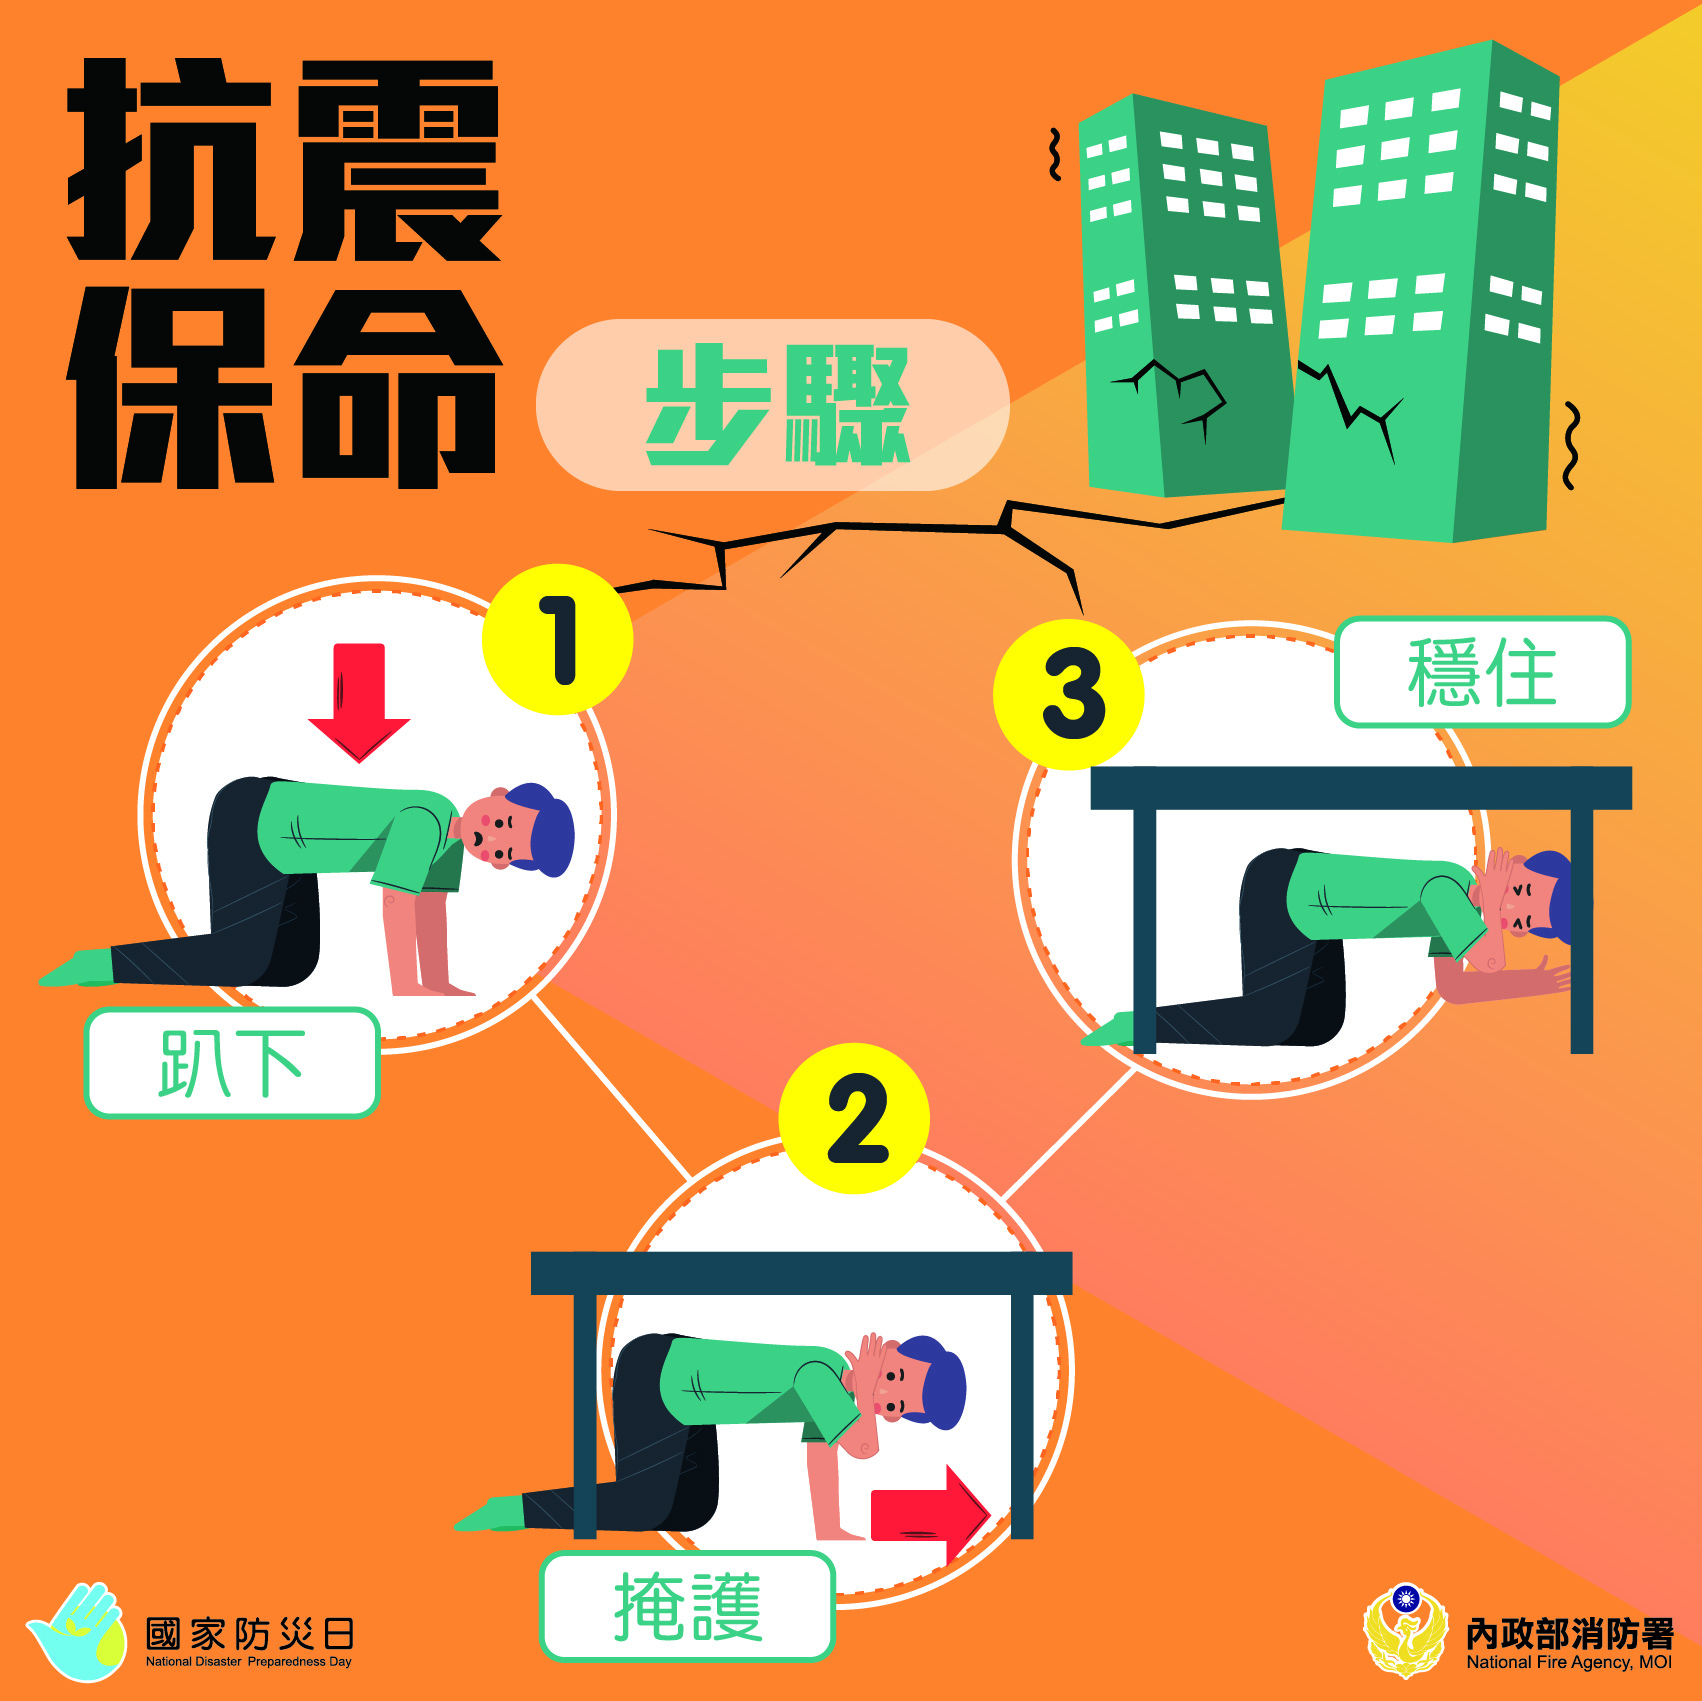 抗震
保命
步驟
1
趴下
2
掩護
3
穩住
國家防災日
National Disaster Preparedness Day
內政部消防署
National Fire Agency, MOI